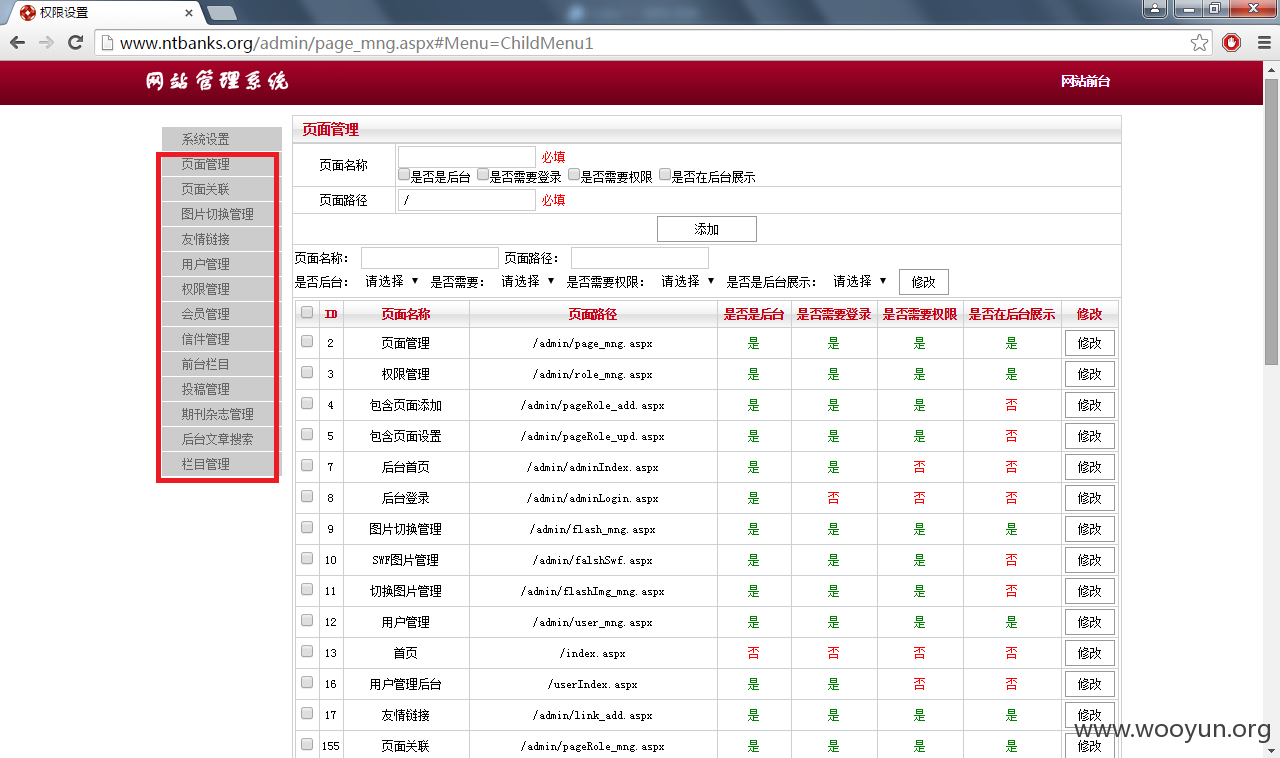 权限设置
www.ntbanks.org/admin/page_mng.aspx#Menu=ChildMenu1
网站管理系统
网站前台
系统设置
页面管理
页面关联
图片切换管理
友情链接
用户管理
权限管理
会员管理
信件管理
前台栏目
投稿管理
期刊杂志管理
后台文章搜索
栏目管理
页面管理
页面名称 必填
是否是后台 是否需要登录 是否需要权限 是否在后台展示
页面路径 / 必填
添加
页面名称: 页面路径:
是否后台: 请选择 是否需要: 请选择 是否需要权限: 请选择 是否是后台展示: 请选择 修改
ID 页面名称 页面路径 是否是后台 是否需要登录 是否需要权限 是否在后台展示 修改
2 页面管理 /admin/page_mng.aspx 是 是 是 是 修改
3 权限管理 /admin/role_mng.aspx 是 是 是 是 修改
4 包含页面添加 /admin/pageRole_add.aspx 是 是 是 否 修改
5 包含页面设置 /admin/pageRole_upd.aspx 是 是 是 否 修改
7 后台首页 /admin/adminIndex.aspx 是 是 否 否 修改
8 后台登录 /admin/adminLogin.aspx 是 否 否 否 修改
9 图片切换管理 /admin/flash_mng.aspx 是 是 是 是 修改
10 SWF图片管理 /admin/falshSwf.aspx 是 是 是 否 修改
11 切换图片管理 /admin/flashImg_mng.aspx 是 是 是 否 修改
12 用户管理 /admin/user_mng.aspx 是 是 是 是 修改
13 首页 /index.aspx 否 否 否 否 修改
16 用户管理后台 /userIndex.aspx 是 是 否 否 修改
17 友情链接 /admin/link_add.aspx 是 是 是 是 修改
155 页面关联 /admin/pageRole_mng.aspx 是 是 是 是 修改
www.wooyun.org